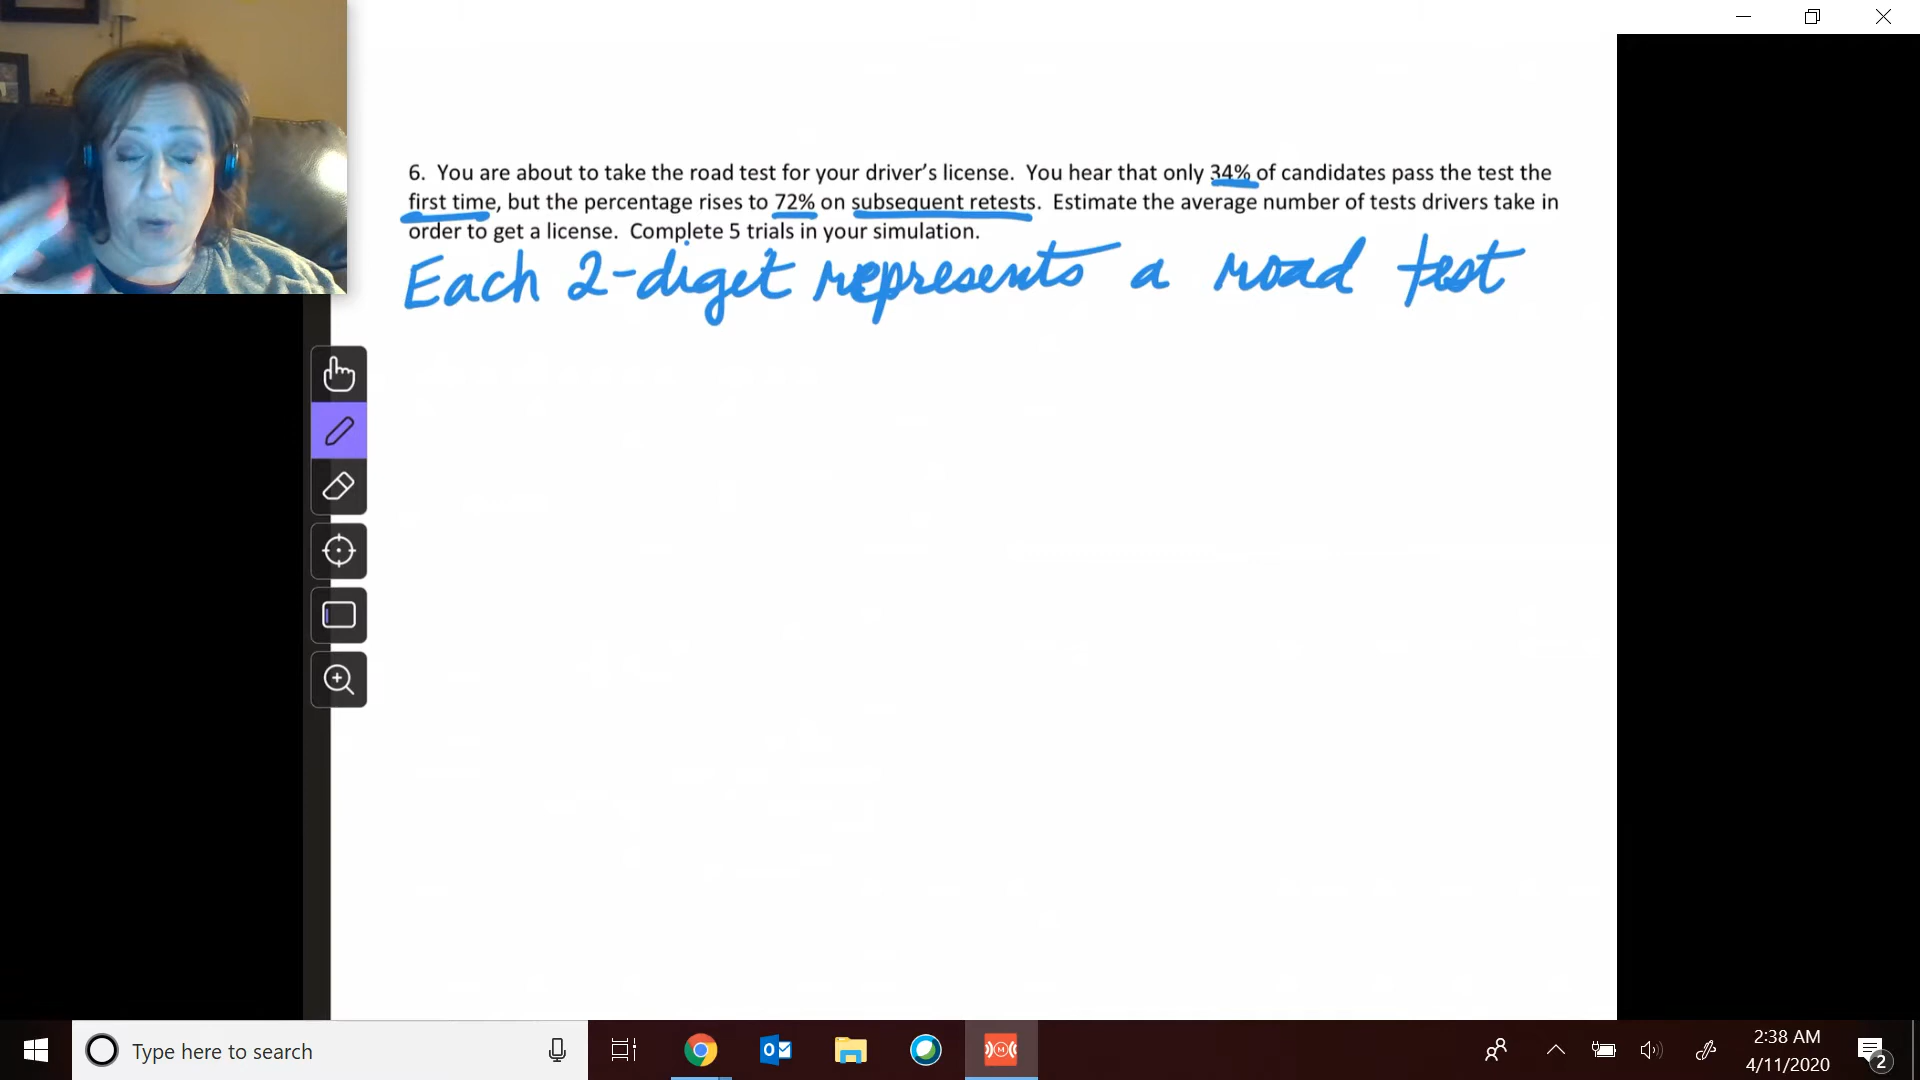 6. You are about to take the road test for your driver's license. You hear that only 34% of candidates pass the test the
first time, but the percentage rises to 72% on subsequent retests. Estimate the average number of tests drivers take in
order to get a license. Complete 5 trials in your simulation.
Each 2-diget represents a road test
Type here to search
2:38 AM
4/11/2020
2